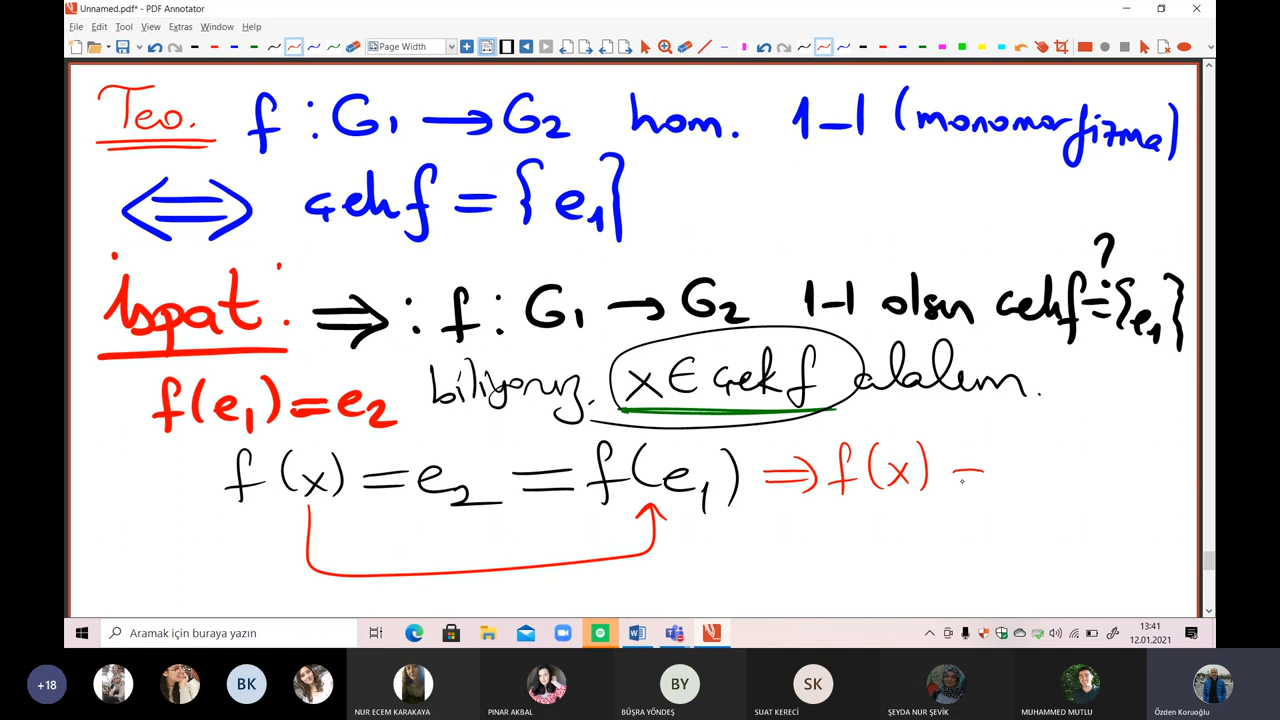 Unnamed.pdf* - PDF Annotator
File Edit Tool View Extras Window Help
Page Width
Teo. f : G₁ → G₂ hom. 1-1 (monomorfizma)
⟺ çekf = {e₁}
İspat: ⇒ : f : G₁ → G₂ 1-1 olsn çekf =? {e₁}
f(e₁) = e₂ biliyoruz. x ∈ çekf alalım.
f(x) = e₂ = f(e₁) ⇒ f(x) =
Aramak için buraya yazın
13:41
12.01.2021
+18 BK BY SK
NUR ECEM KARAKAYA PINAR AKBAL BÜŞRA YÖNDEŞ SUAT KERECİ ŞEYDA NUR ŞEVİK MUHAMMED MUTLU Özden Koruoğlu